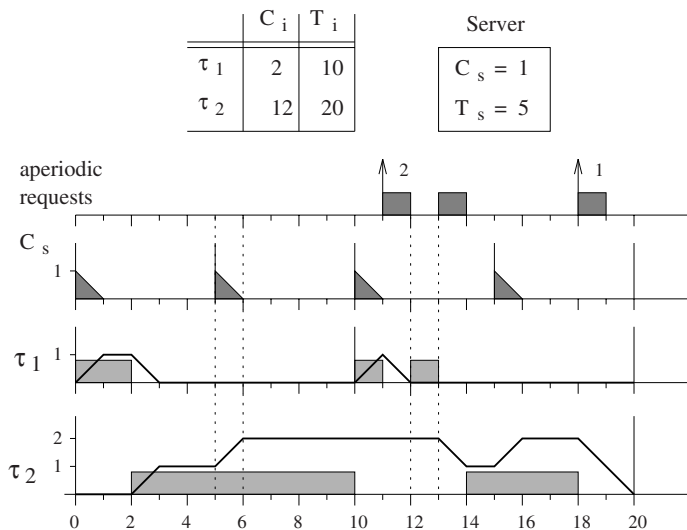 C i T i
Server
τ 1 2 10
τ 2 12 20
C s = 1
T s = 5
aperiodic
requests
2 1
C s
1
τ 1 1
2
1
τ 2
0 2 4 6 8 10 12 14 16 18 20